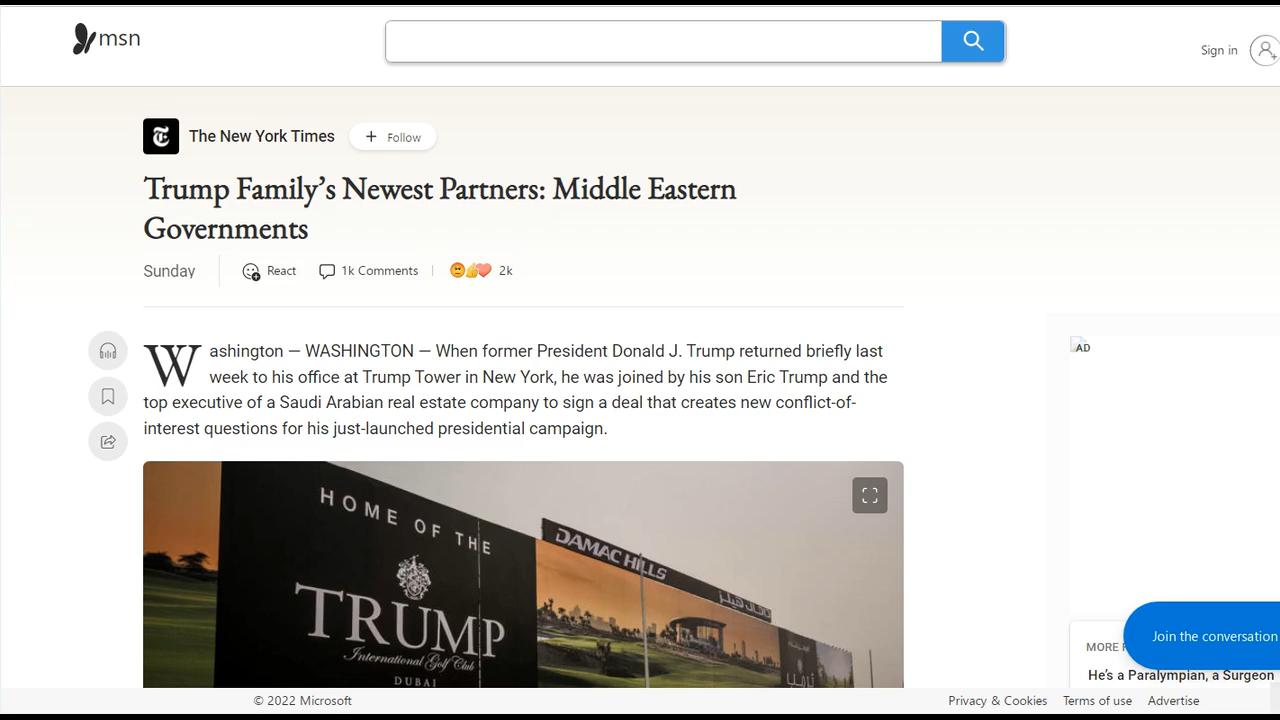 msn
Sign in
The New York Times
+ Follow
Trump Family’s Newest Partners: Middle Eastern
Governments
Sunday
React
1k Comments
2k
Washington — WASHINGTON — When former President Donald J. Trump returned briefly last
week to his office at Trump Tower in New York, he was joined by his son Eric Trump and the
top executive of a Saudi Arabian real estate company to sign a deal that creates new conflict-of-
interest questions for his just-launched presidential campaign.
AD
HOME OF THE
TRUMP
International Golf Club
DUBAI
DAMAC HILLS
داماك هيلز
Join the conversation
MORE
He’s a Paralympian, a Surgeon
© 2022 Microsoft
Privacy & Cookies
Terms of use
Advertise